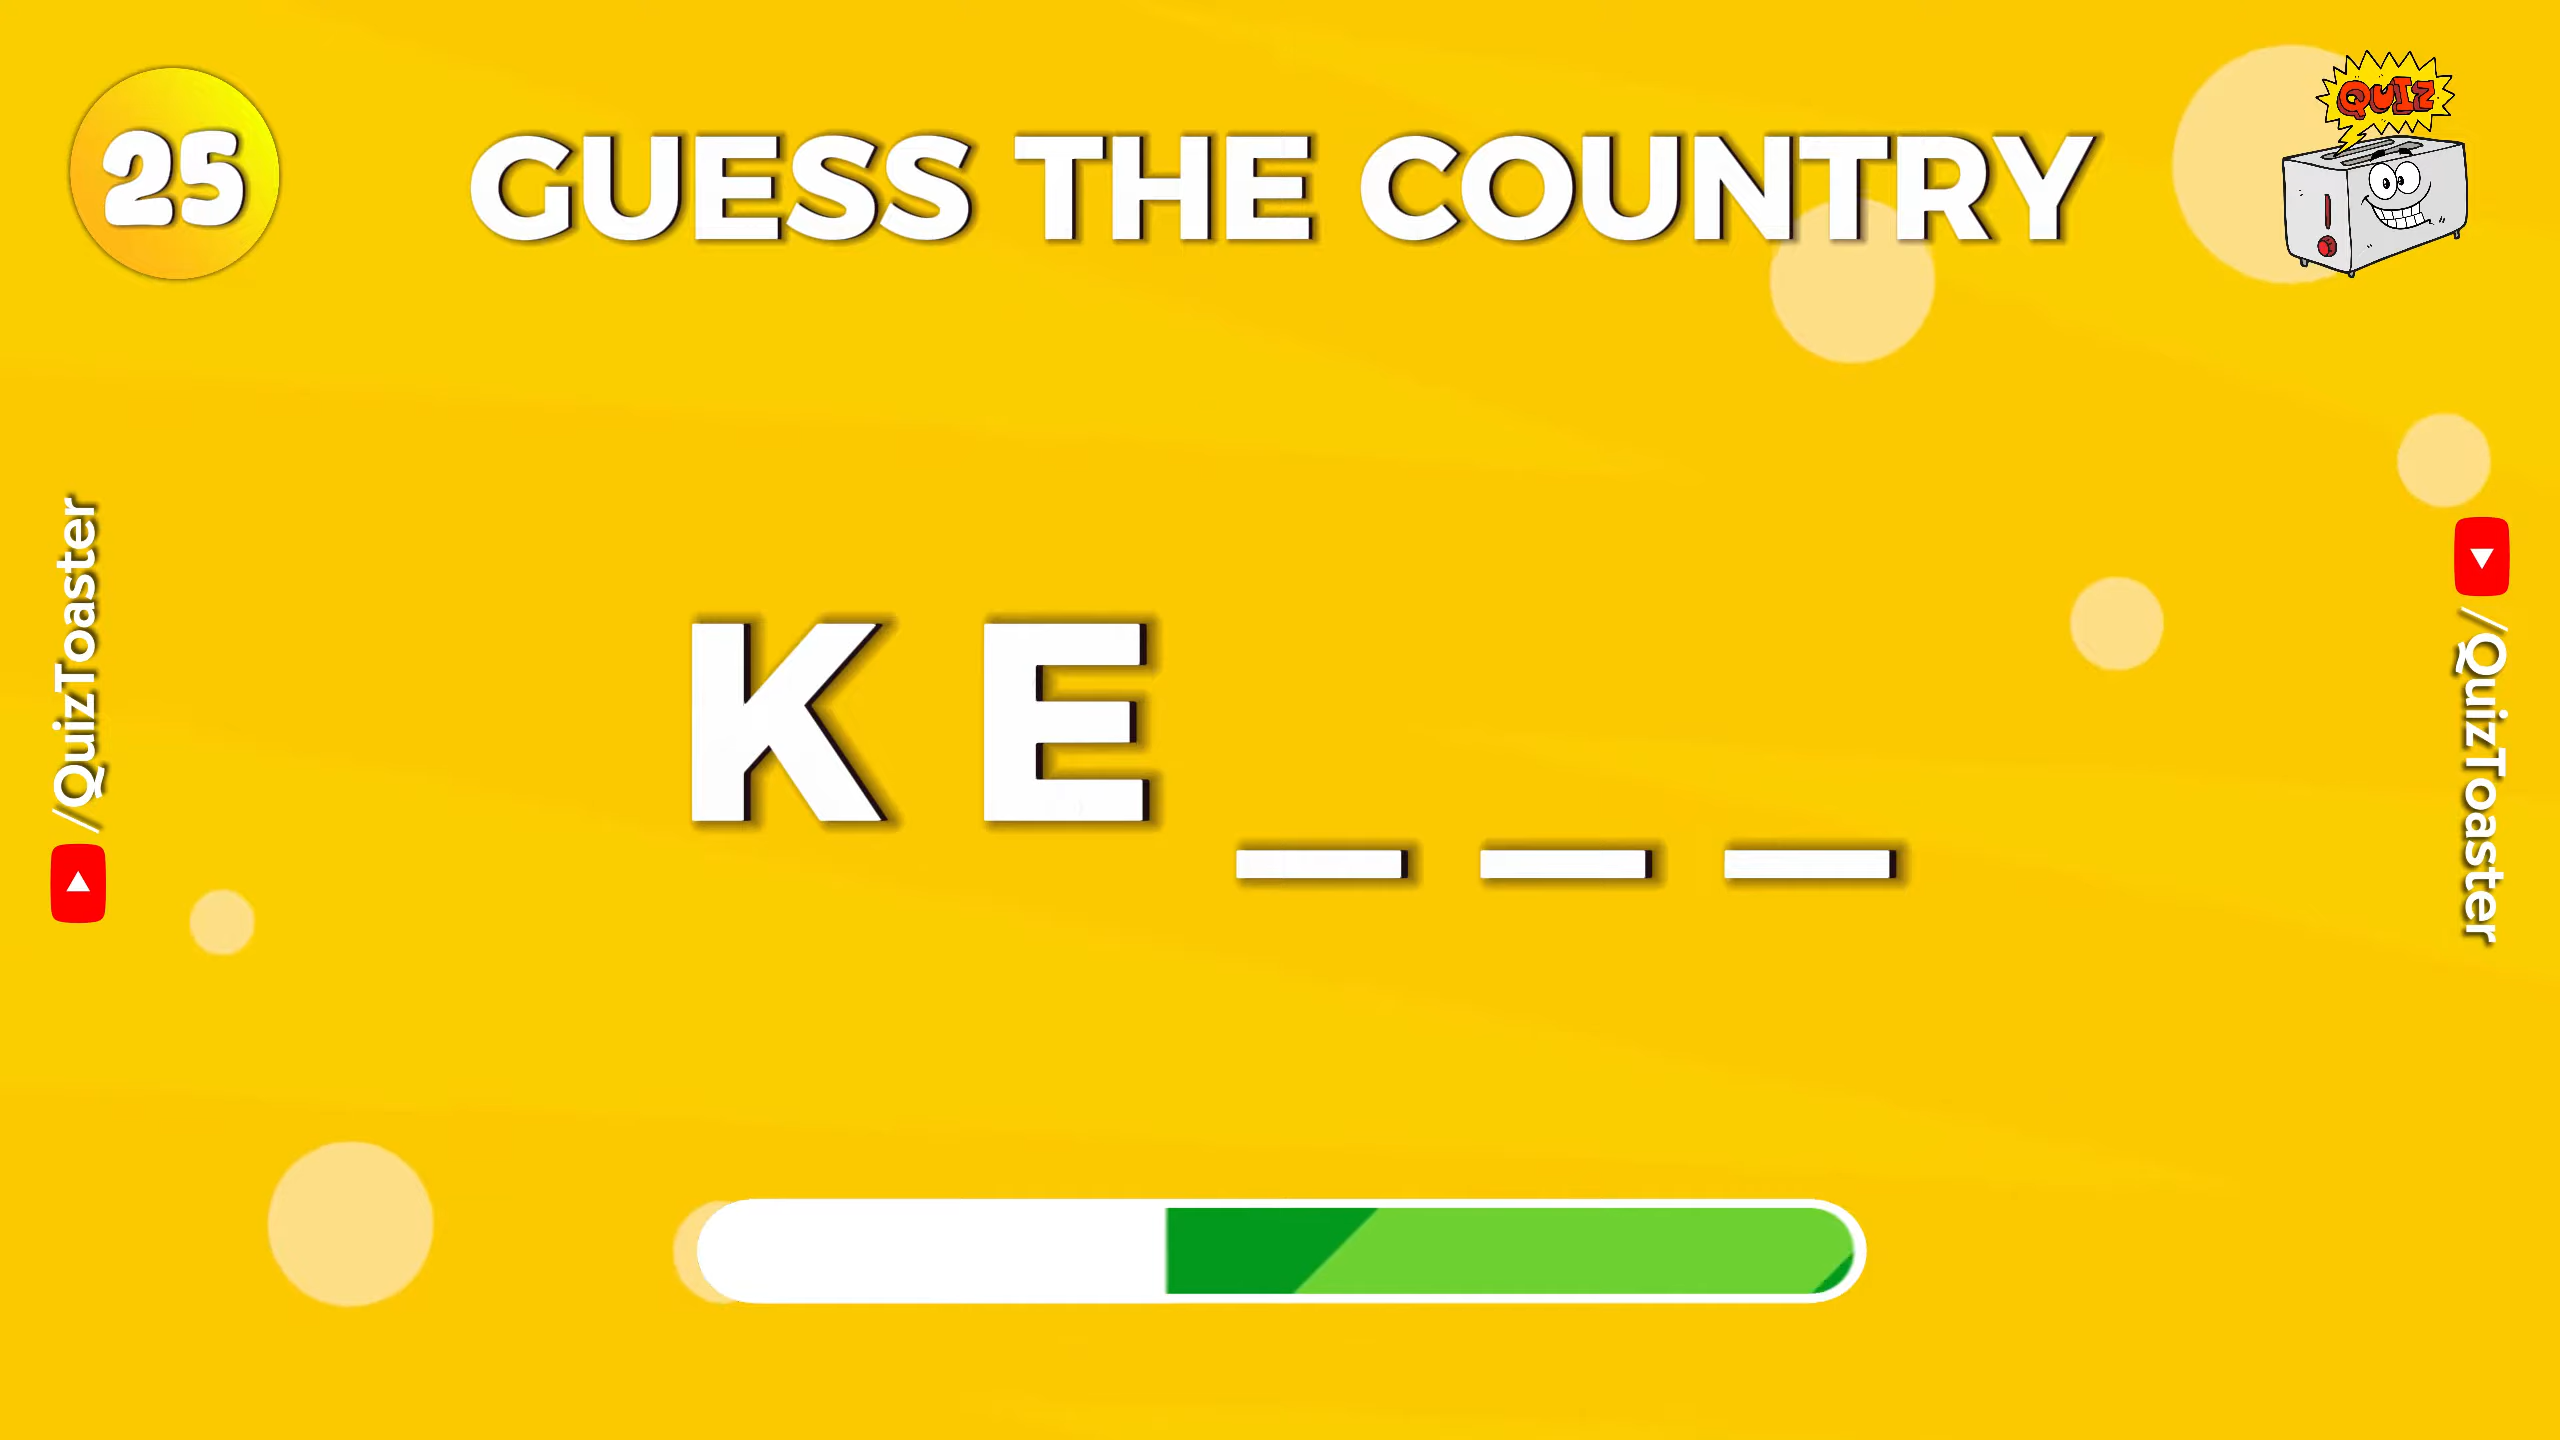 25
GUESS THE COUNTRY
QUIZ
/QuizToaster
K E _ _ _
/QuizToaster